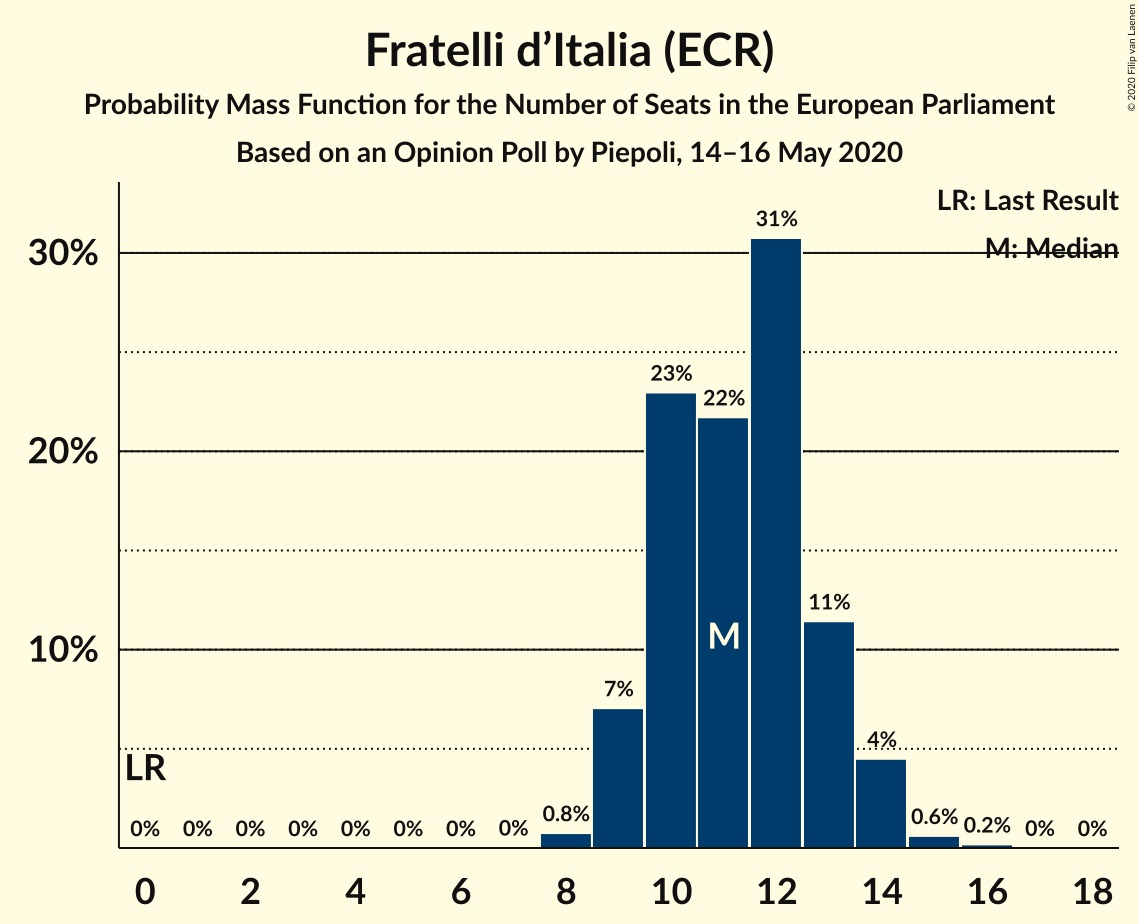 Fratelli d’Italia (ECR)
Probability Mass Function for the Number of Seats in the European Parliament
Based on an Opinion Poll by Piepoli, 14–16 May 2020
© 2020 Filip van Laenen
LR: Last Result
M: Median
30%
20%
10%
31%
23%
22%
11%
M
7%
4%
LR
0% 0% 0% 0% 0% 0% 0% 0% 0.8% 0.6% 0.2% 0% 0%
0 2 4 6 8 10 12 14 16 18